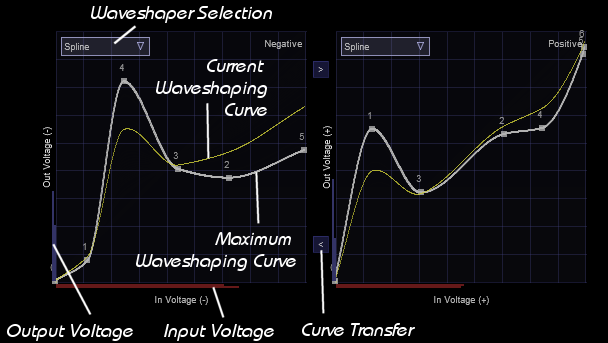 Waveshaper Selection
Spline
Negative
Spline
Positive
6
5
Current
Waveshaping
Curve
>
4
1
2
4
3
2
5
3
Out Voltage (-)
Out Voltage (+)
1
Maximum
Waveshaping Curve
<
In Voltage (-)
In Voltage (+)
Output Voltage
Input Voltage
Curve Transfer